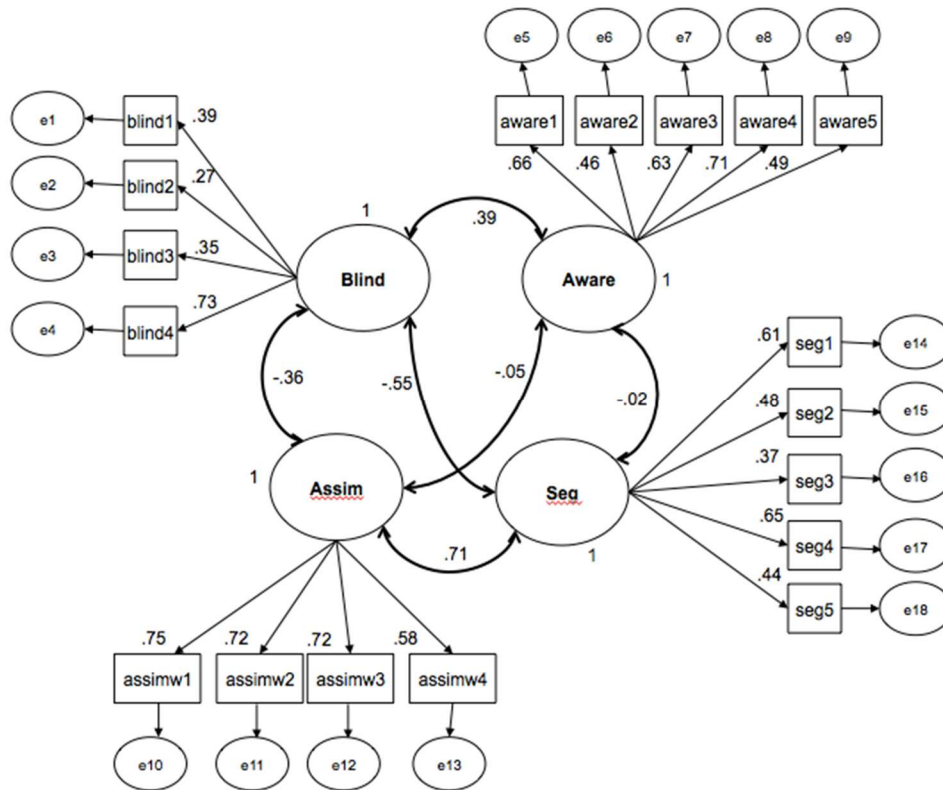 e5 e6 e7 e8 e9
aware1 aware2 aware3 aware4 aware5
.66 .46 .63 .71 .49
e1 blind1 .39
e2 blind2 .27
e3 blind3 .35
e4 blind4 .73
1
Blind
.39
Aware
1
-.36
-.55
-.05
-.02
1
Assim
.71
Seg
1
.61 seg1 e14
.48 seg2 e15
.37 seg3 e16
.65 seg4 e17
.44 seg5 e18
.75 .72 .72 .58
assimw1 assimw2 assimw3 assimw4
e10 e11 e12 e13